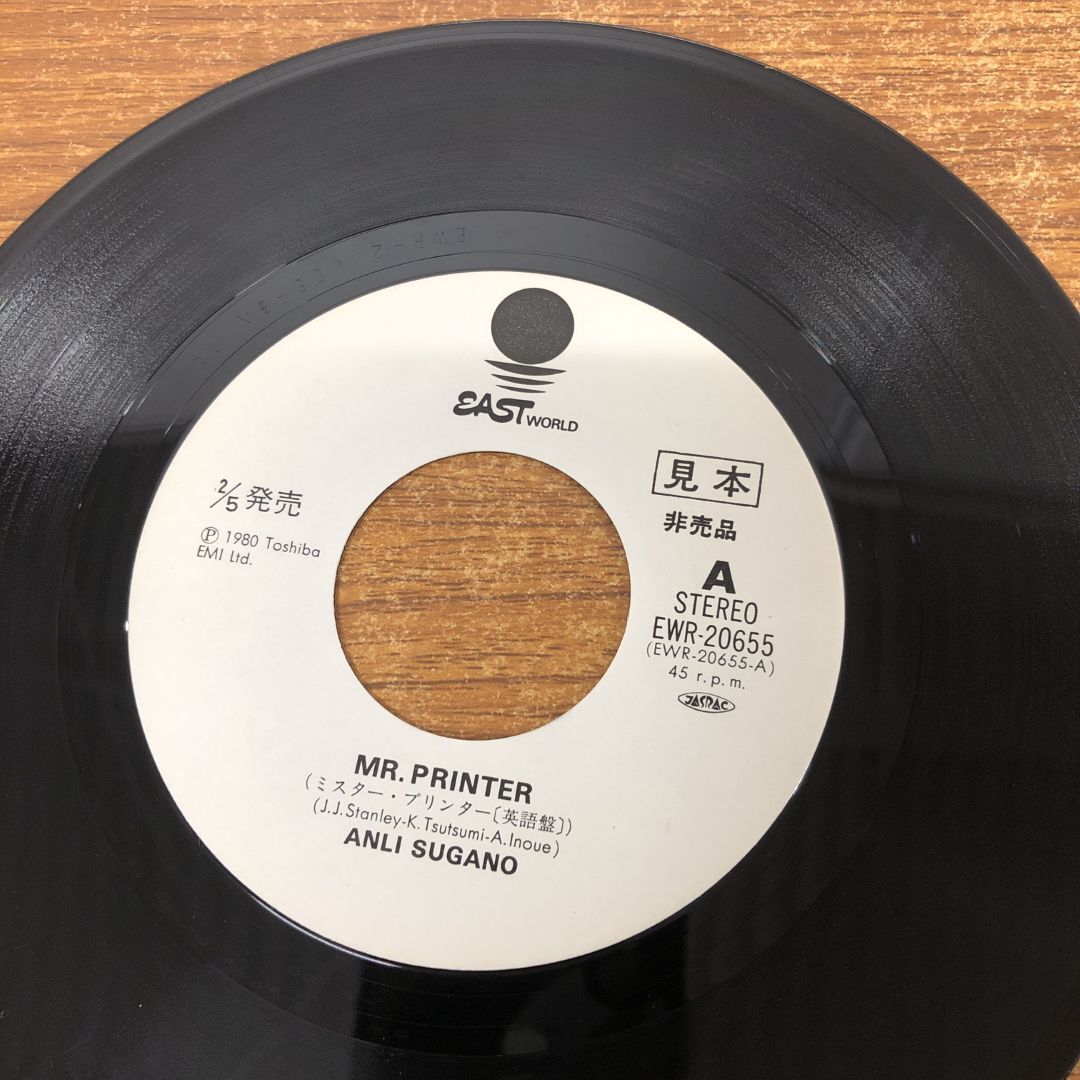 EAST WORLD
見本
非売品
2/5 発売
Ⓟ 1980 Toshiba
EMI Ltd.
A
STEREO
EWR-20655
(EWR-20655-A)
45 r.p.m.
JASRAC
MR. PRINTER
(ミスター・プリンター〔英語盤〕)
(J.J.Stanley-K.Tsutsumi-A.Inoue)
ANLI SUGANO